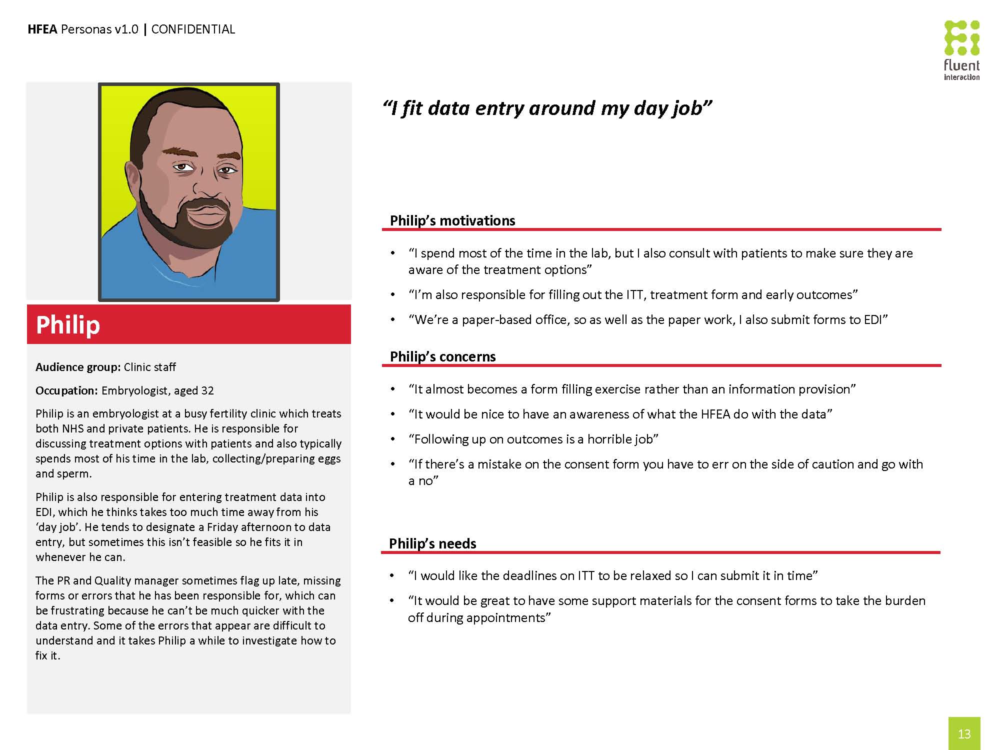 HFEA Personas v1.0 | CONFIDENTIAL
fluent
interaction
“I fit data entry around my day job”
Philip
Audience group: Clinic staff
Occupation: Embryologist, aged 32
Philip is an embryologist at a busy fertility clinic which treats
both NHS and private patients. He is responsible for
discussing treatment options with patients and also typically
spends most of his time in the lab, collecting/preparing eggs
and sperm.
Philip is also responsible for entering treatment data into
EDI, which he thinks takes too much time away from his
‘day job’. He tends to designate a Friday afternoon to data
entry, but sometimes this isn’t feasible so he fits it in
whenever he can.
The PR and Quality manager sometimes flag up late, missing
forms or errors that he has been responsible for, which can
be frustrating because he can’t be much quicker with the
data entry. Some of the errors that appear are difficult to
understand and it takes Philip a while to investigate how to
fix it.
Philip’s motivations
• “I spend most of the time in the lab, but I also consult with patients to make sure they are
aware of the treatment options”
• “I’m also responsible for filling out the ITT, treatment form and early outcomes”
• “We’re a paper-based office, so as well as the paper work, I also submit forms to EDI”
Philip’s concerns
• “It almost becomes a form filling exercise rather than an information provision”
• “It would be nice to have an awareness of what the HFEA do with the data”
• “Following up on outcomes is a horrible job”
• “If there’s a mistake on the consent form you have to err on the side of caution and go with
a no”
Philip’s needs
• “I would like the deadlines on ITT to be relaxed so I can submit it in time”
• “It would be great to have some support materials for the consent forms to take the burden
off during appointments”
13